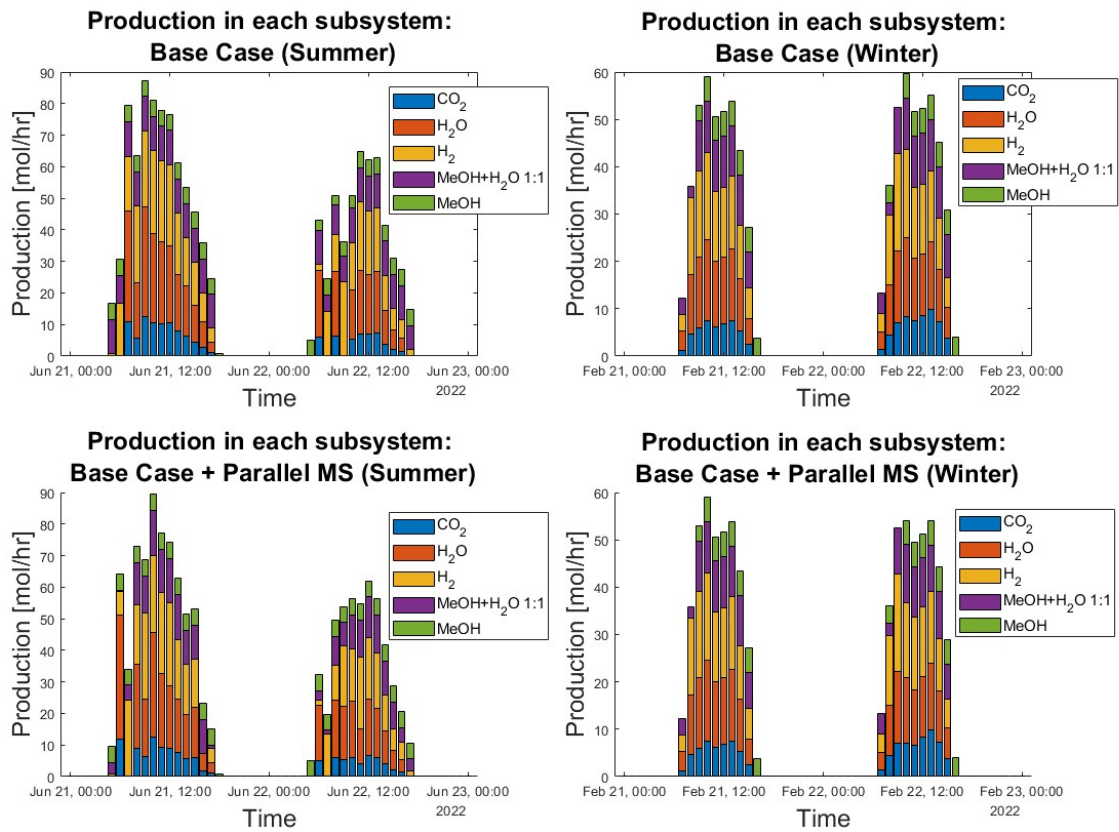 Production in each subsystem:
Base Case (Summer)
Production [mol/hr]
90
80
70
60
50
40
30
20
10
0
CO2
H2O
H2
MeOH+H2O 1:1
MeOH
Jun 21, 00:00 Jun 21, 12:00 Jun 22, 00:00 Jun 22, 12:00 Jun 23, 00:00
2022
Time
Production in each subsystem:
Base Case (Winter)
Production [mol/hr]
60
50
40
30
20
10
0
CO2
H2O
H2
MeOH+H2O 1:1
MeOH
Feb 21, 00:00 Feb 21, 12:00 Feb 22, 00:00 Feb 22, 12:00 Feb 23, 00:00
2022
Time
Production in each subsystem:
Base Case + Parallel MS (Summer)
Production [mol/hr]
90
80
70
60
50
40
30
20
10
0
CO2
H2O
H2
MeOH+H2O 1:1
MeOH
Jun 21, 00:00 Jun 21, 12:00 Jun 22, 00:00 Jun 22, 12:00 Jun 23, 00:00
2022
Time
Production in each subsystem:
Base Case + Parallel MS (Winter)
Production [mol/hr]
60
50
40
30
20
10
0
CO2
H2O
H2
MeOH+H2O 1:1
MeOH
Feb 21, 00:00 Feb 21, 12:00 Feb 22, 00:00 Feb 22, 12:00 Feb 23, 00:00
2022
Time